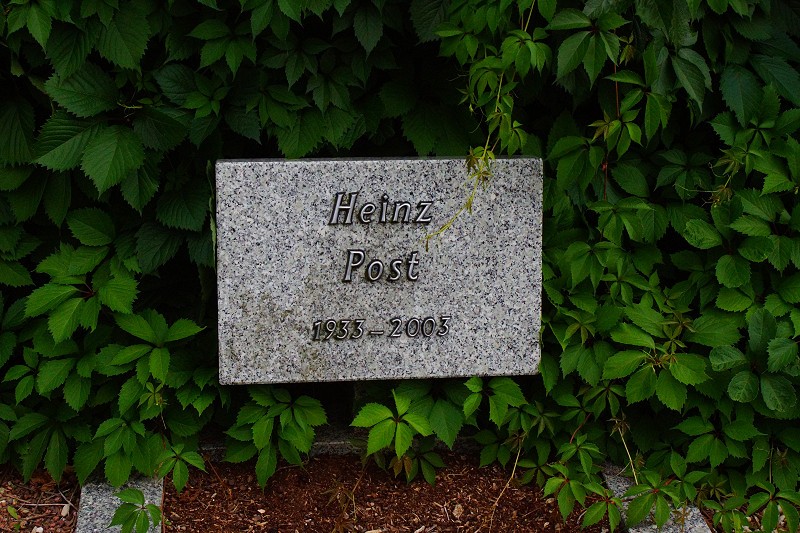 Heinz
Post
1933 – 2003